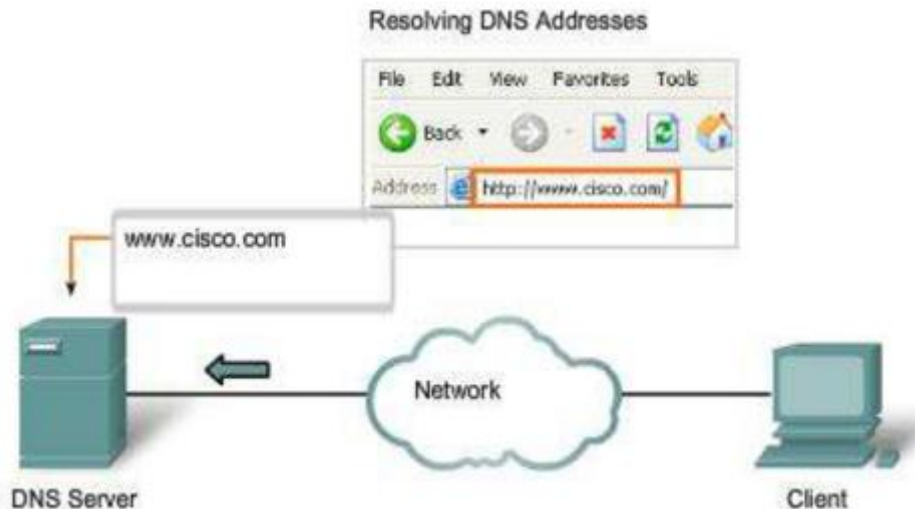 Resolving DNS Addresses
File Edit View Favorites Tools
Back
Address http://www.cisco.com/
www.cisco.com
Network
DNS Server
Client